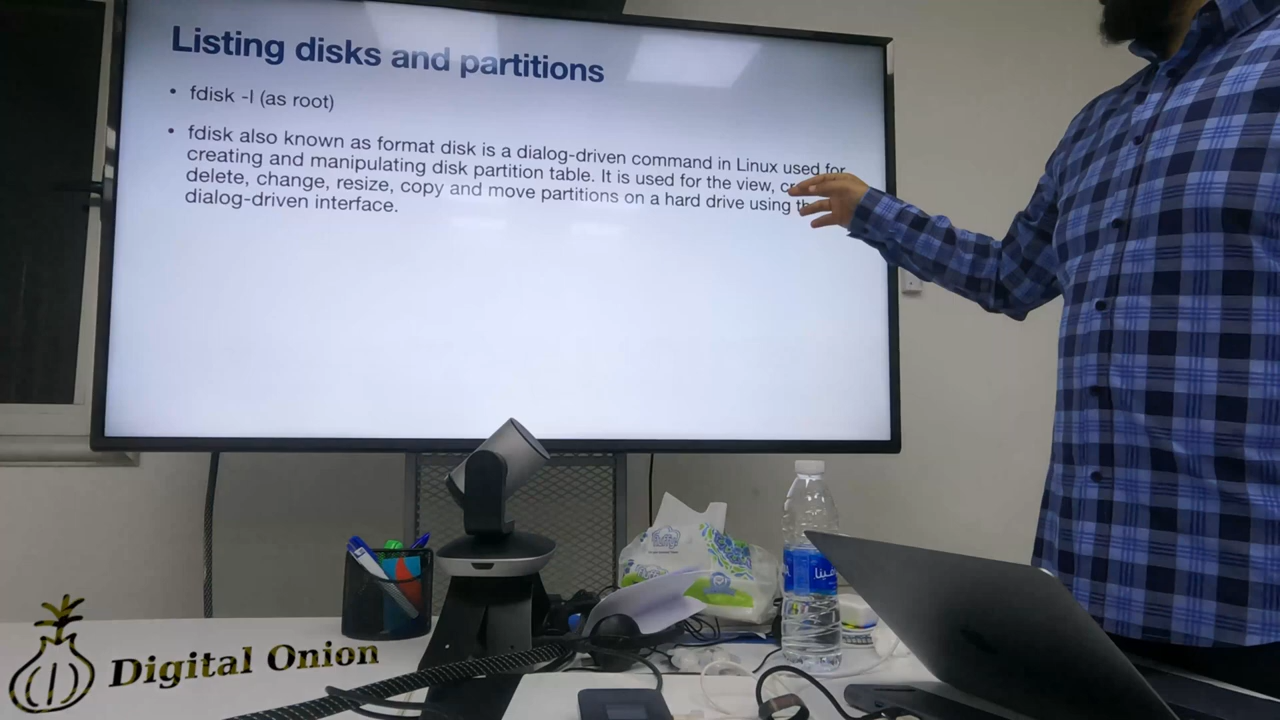 Listing disks and partitions
• fdisk -l (as root)
• fdisk also known as format disk is a dialog-driven command in Linux used for
creating and manipulating disk partition table. It is used for the view,
delete, change, resize, copy and move partitions on a hard drive using
dialog-driven interface.
Digital Onion